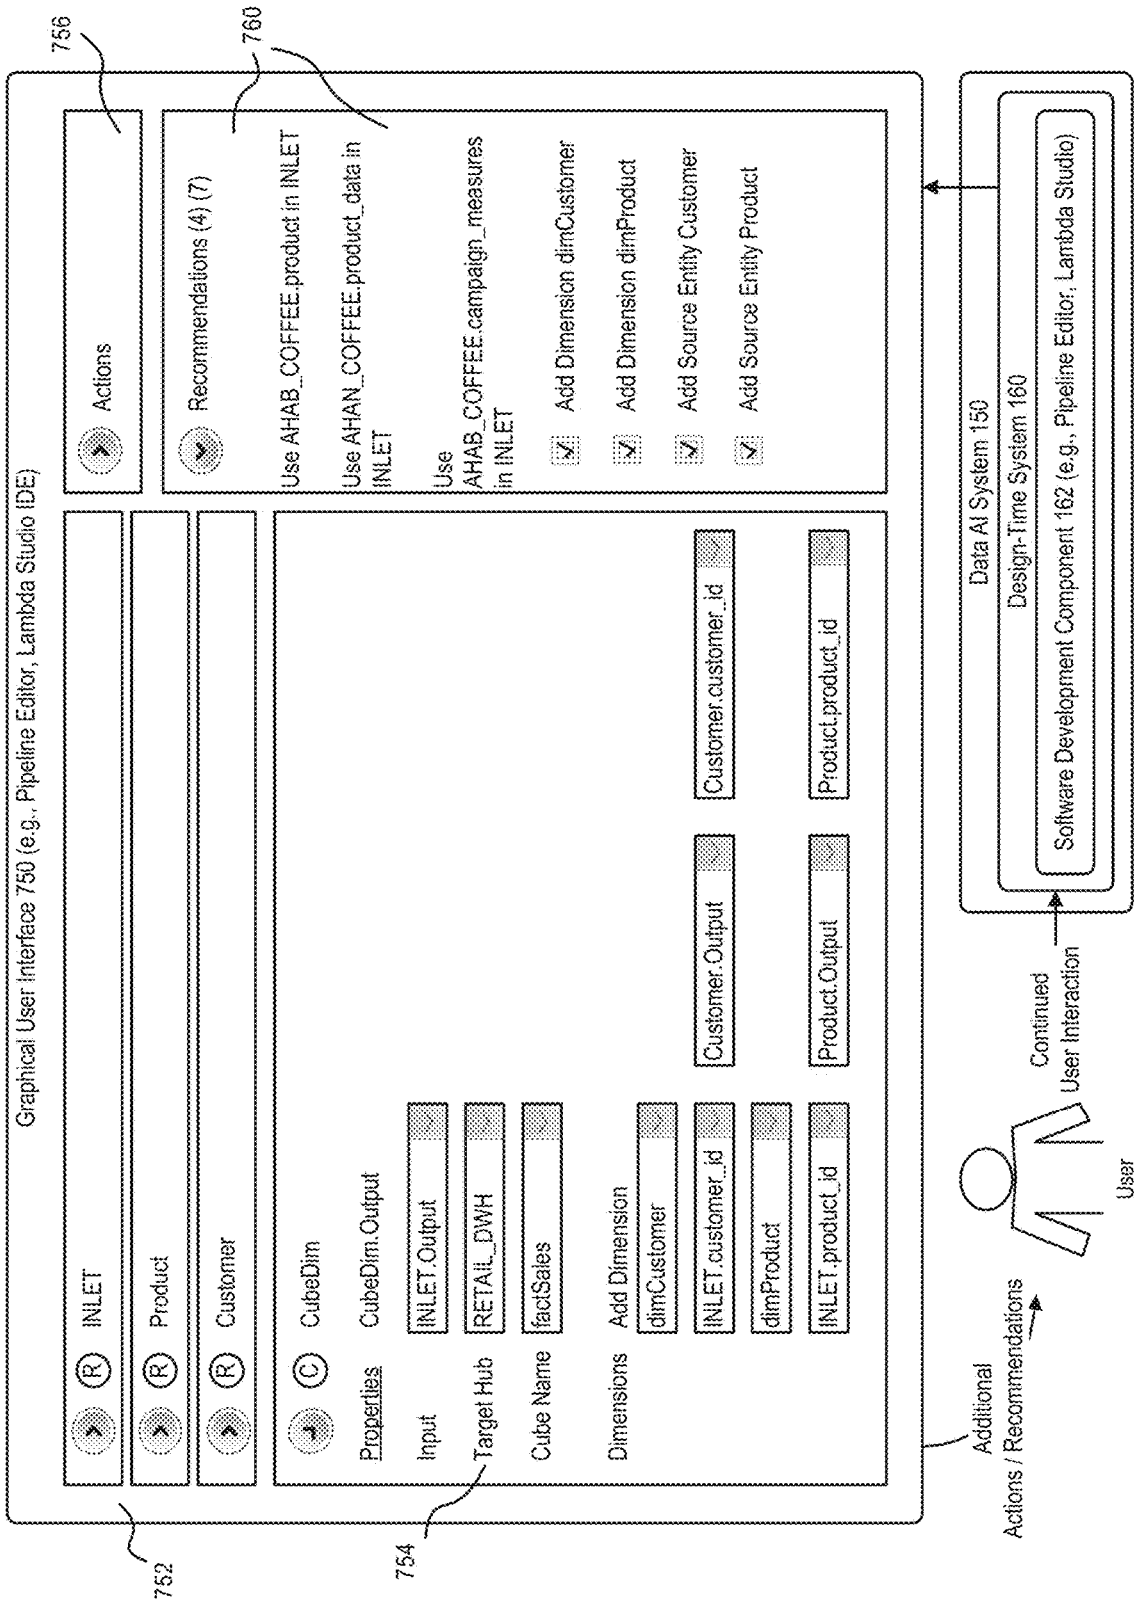 Graphical User Interface 750 (e.g., Pipeline Editor, Lambda Studio IDE)
752
R INLET
R Product
R Customer
C CubeDim
Properties CubeDim.Output
Input INLET.Output
754
Target Hub RETAIL_DWH
Cube Name factSales
Dimensions Add Dimension
dimCustomer
INLET.customer_id Customer.Output Customer.customer_id
dimProduct
INLET.product_id Product.Output Product.product_id
756
Actions
760
Recommendations (4) (7)
Use AHAB_COFFEE.product in INLET
Use AHAN_COFFEE.product_data in
INLET
Use
AHAB_COFFEE.campaign_measures
in INLET
Add Dimension dimCustomer
Add Dimension dimProduct
Add Source Entity Customer
Add Source Entity Product
Additional
Actions / Recommendations
User
Continued
User Interaction
Data AI System 150
Design-Time System 160
Software Development Component 162 (e.g., Pipeline Editor, Lambda Studio)